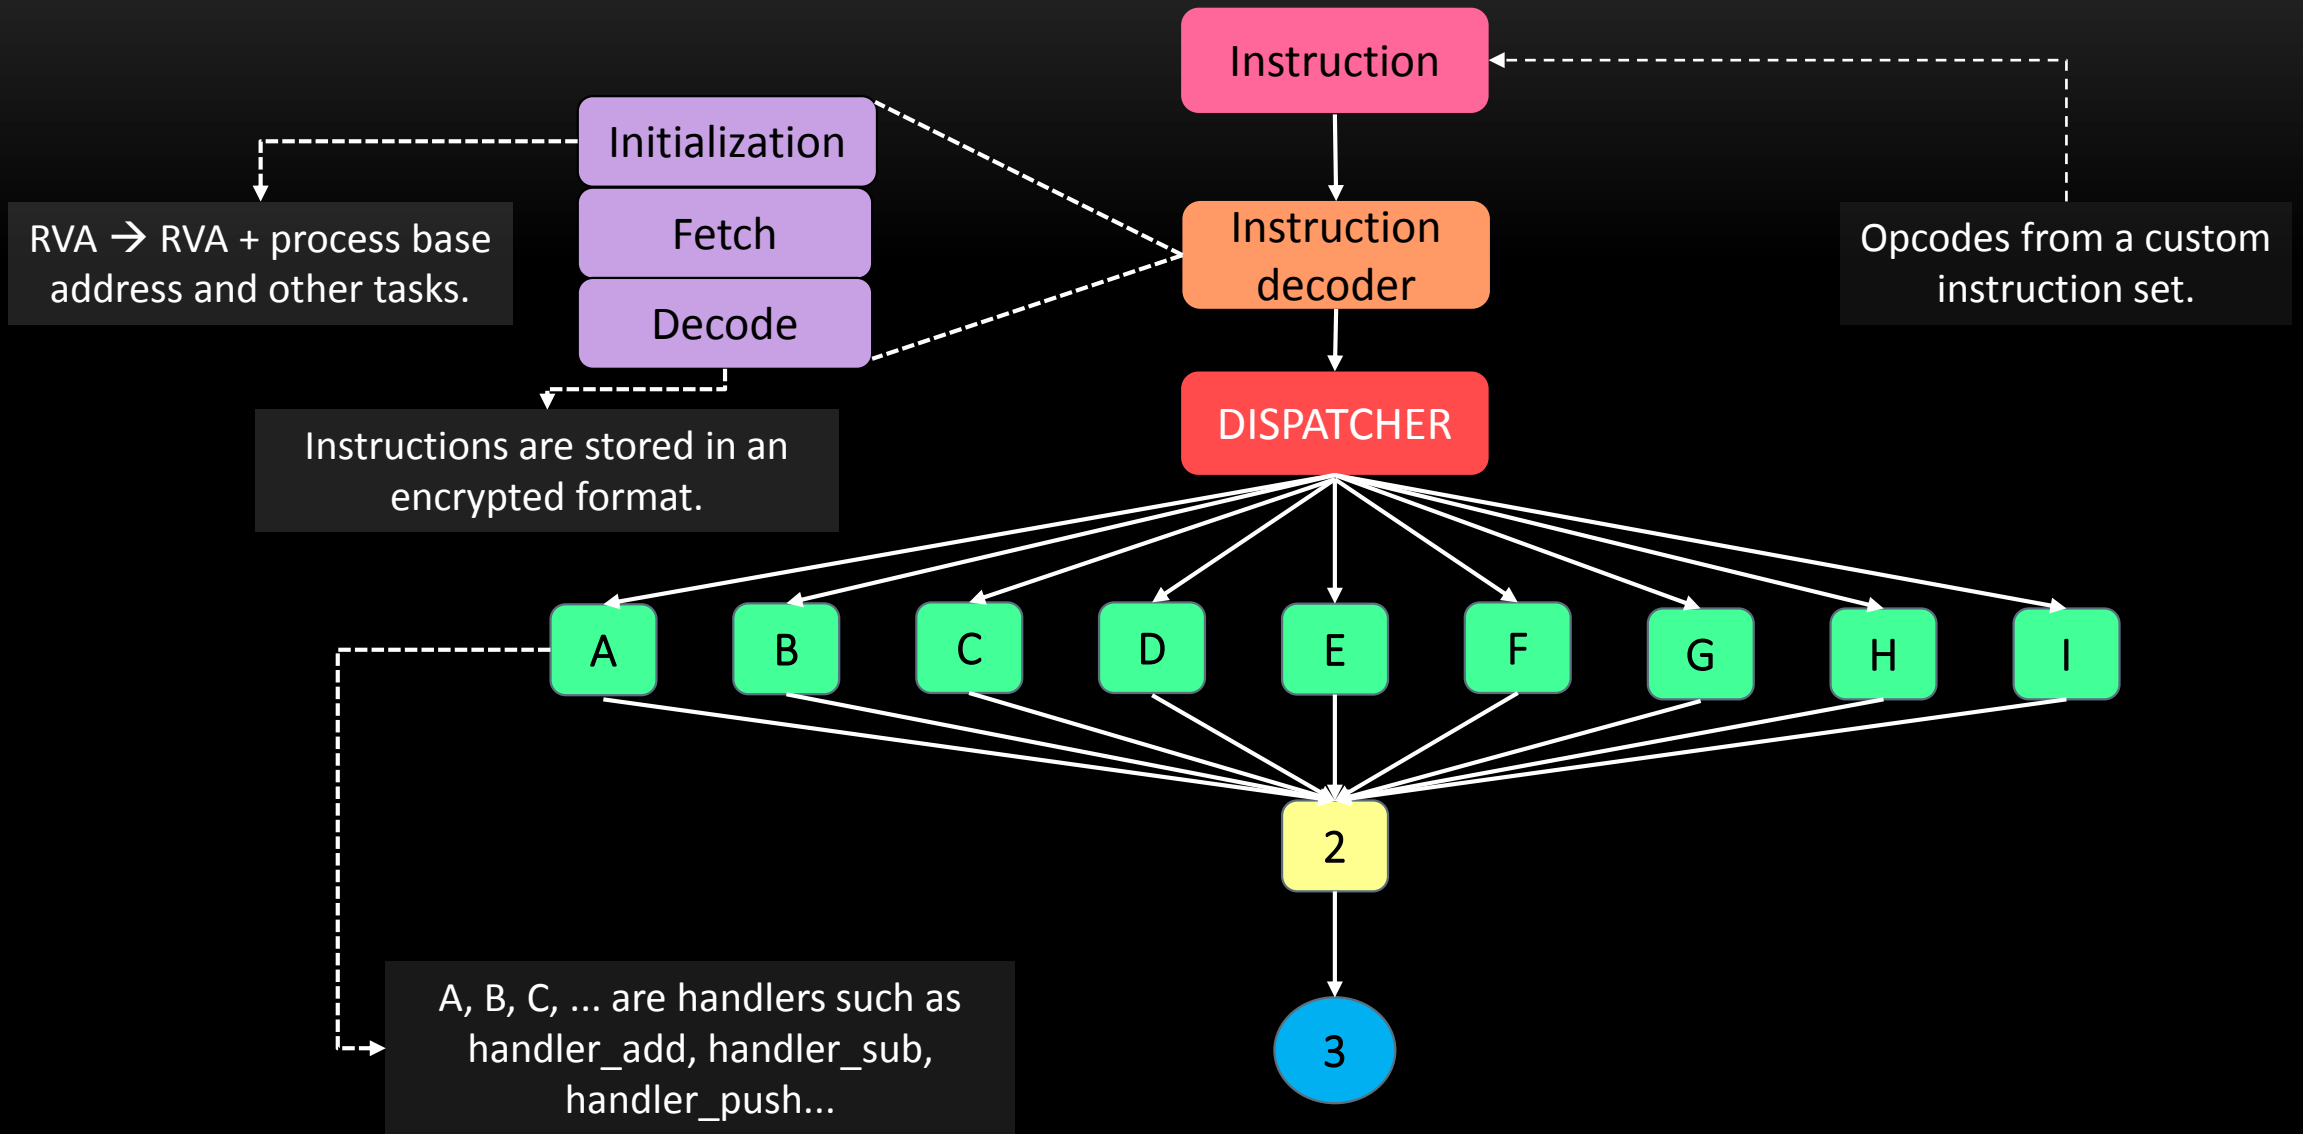 Instruction
Initialization
Fetch
Decode
RVA → RVA + process base
address and other tasks.
Instruction
decoder
Opcodes from a custom
instruction set.
DISPATCHER
Instructions are stored in an
encrypted format.
A
B
C
D
E
F
G
H
I
2
A, B, C, ... are handlers such as
handler_add, handler_sub,
handler_push...
3